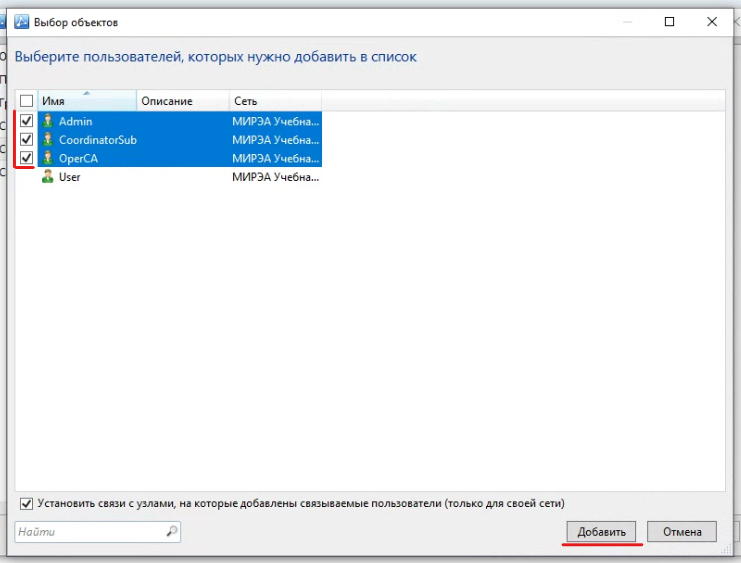 Выбор объектов
Выберите пользователей, которых нужно добавить в список
Имя Описание Сеть
Admin МИРЭА Учебна...
CoordinatorSub МИРЭА Учебна...
OperCA МИРЭА Учебна...
User МИРЭА Учебна...
Установить связи с узлами, на которые добавлены связываемые пользователи (только для своей сети)
Найти Добавить Отмена